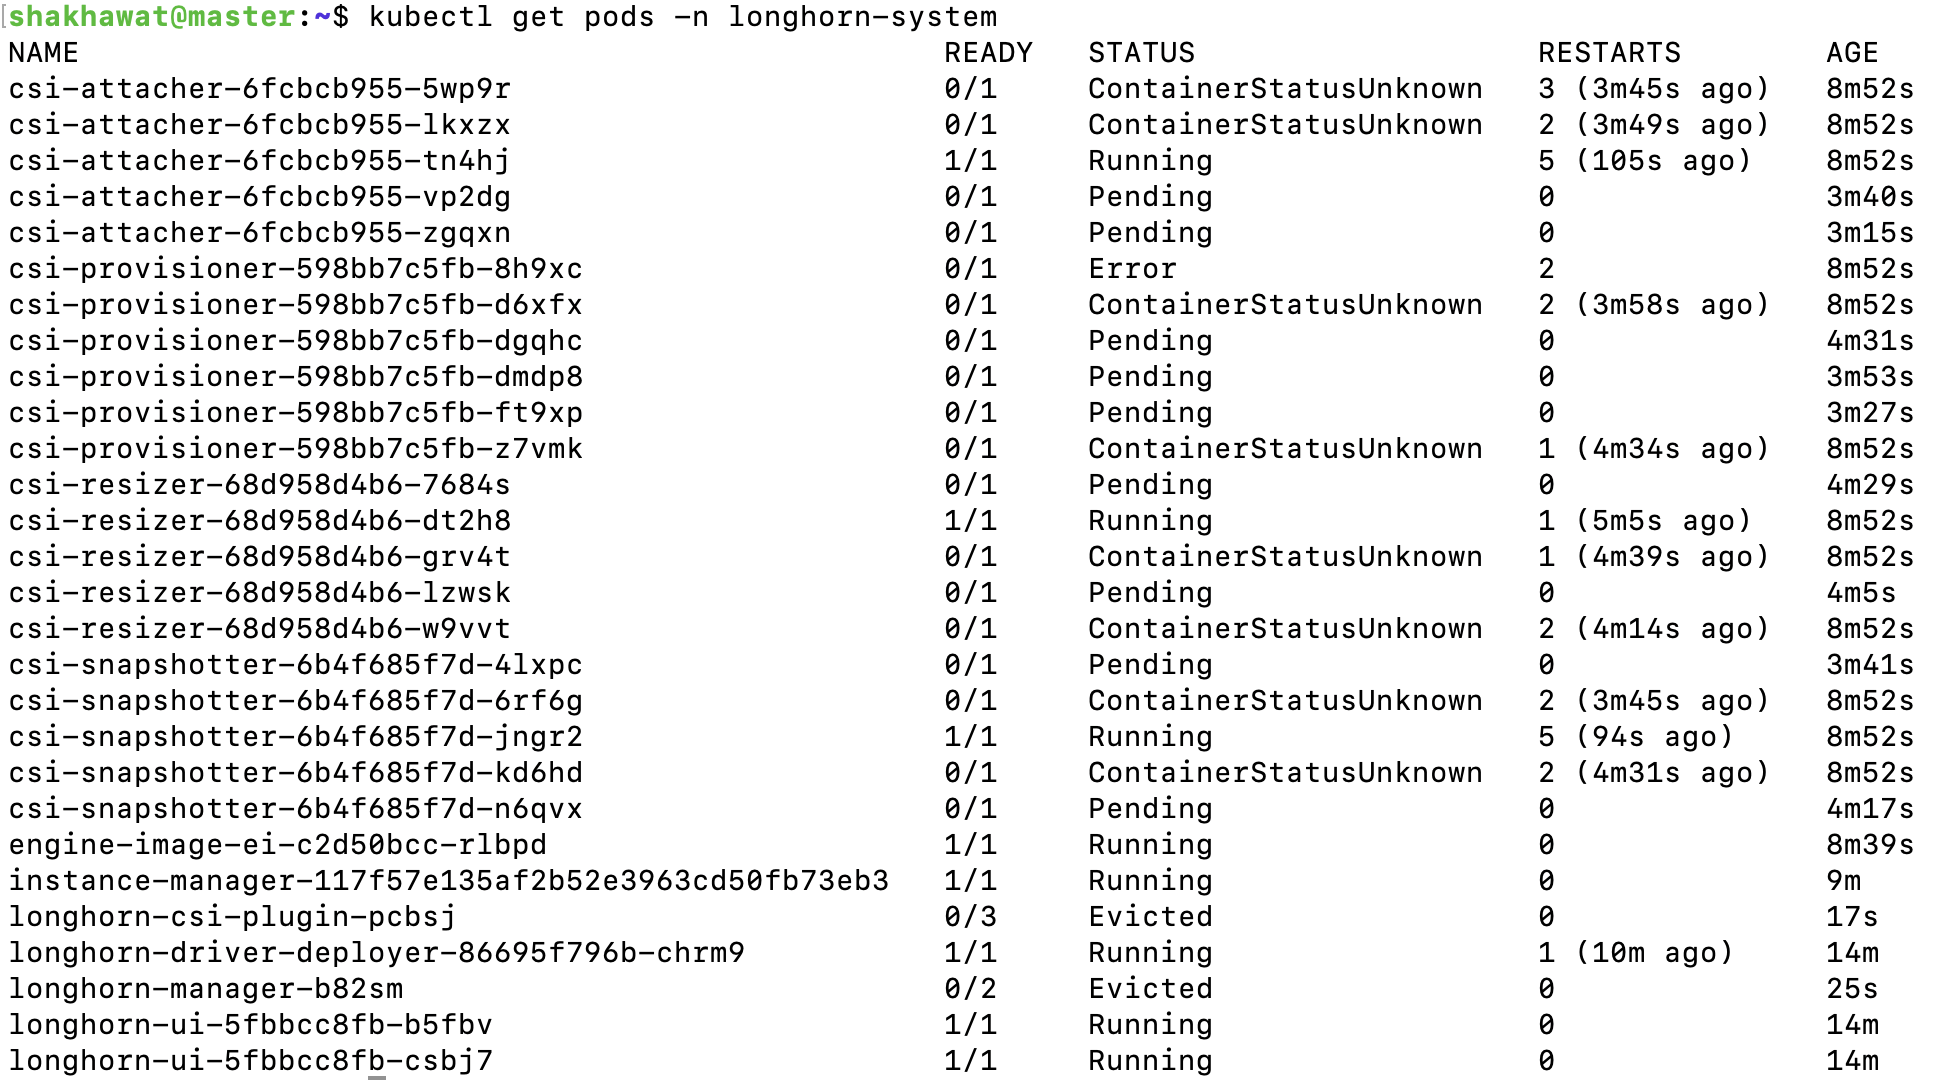 [shakhawat@master:~$ kubectl get pods -n longhorn-system
NAME READY STATUS RESTARTS AGE
csi-attacher-6fcbcb955-5wp9r 0/1 ContainerStatusUnknown 3 (3m45s ago) 8m52s
csi-attacher-6fcbcb955-lkxzx 0/1 ContainerStatusUnknown 2 (3m49s ago) 8m52s
csi-attacher-6fcbcb955-tn4hj 1/1 Running 5 (105s ago) 8m52s
csi-attacher-6fcbcb955-vp2dg 0/1 Pending 0 3m40s
csi-attacher-6fcbcb955-zgqxn 0/1 Pending 0 3m15s
csi-provisioner-598bb7c5fb-8h9xc 0/1 Error 2 8m52s
csi-provisioner-598bb7c5fb-d6xfx 0/1 ContainerStatusUnknown 2 (3m58s ago) 8m52s
csi-provisioner-598bb7c5fb-dgqhc 0/1 Pending 0 4m31s
csi-provisioner-598bb7c5fb-dmdp8 0/1 Pending 0 3m53s
csi-provisioner-598bb7c5fb-ft9xp 0/1 Pending 0 3m27s
csi-provisioner-598bb7c5fb-z7vmk 0/1 ContainerStatusUnknown 1 (4m34s ago) 8m52s
csi-resizer-68d958d4b6-7684s 0/1 Pending 0 4m29s
csi-resizer-68d958d4b6-dt2h8 1/1 Running 1 (5m5s ago) 8m52s
csi-resizer-68d958d4b6-grv4t 0/1 ContainerStatusUnknown 1 (4m39s ago) 8m52s
csi-resizer-68d958d4b6-lzwsk 0/1 Pending 0 4m5s
csi-resizer-68d958d4b6-w9vvt 0/1 ContainerStatusUnknown 2 (4m14s ago) 8m52s
csi-snapshotter-6b4f685f7d-4lxpc 0/1 Pending 0 3m41s
csi-snapshotter-6b4f685f7d-6rf6g 0/1 ContainerStatusUnknown 2 (3m45s ago) 8m52s
csi-snapshotter-6b4f685f7d-jngr2 1/1 Running 5 (94s ago) 8m52s
csi-snapshotter-6b4f685f7d-kd6hd 0/1 ContainerStatusUnknown 2 (4m31s ago) 8m52s
csi-snapshotter-6b4f685f7d-n6qvx 0/1 Pending 0 4m17s
engine-image-ei-c2d50bcc-rlbpd 1/1 Running 0 8m39s
instance-manager-117f57e135af2b52e3963cd50fb73eb3 1/1 Running 0 9m
longhorn-csi-plugin-pcbsj 0/3 Evicted 0 17s
longhorn-driver-deployer-86695f796b-chrm9 1/1 Running 1 (10m ago) 14m
longhorn-manager-b82sm 0/2 Evicted 0 25s
longhorn-ui-5fbbcc8fb-b5fbv 1/1 Running 0 14m
longhorn-ui-5fbbcc8fb-csbj7 1/1 Running 0 14m